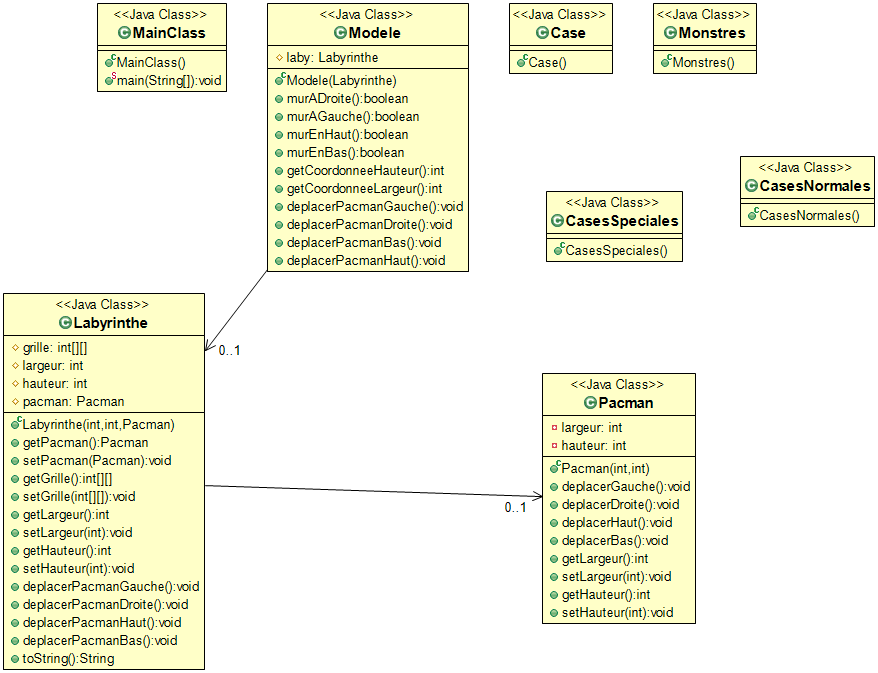 <<Java Class>>
MainClass
MainClass()
main(String[]):void
<<Java Class>>
Modele
laby: Labyrinthe
Modele(Labyrinthe)
murADroite():boolean
murAGauche():boolean
murEnHaut():boolean
murEnBas():boolean
getCoordonneeHauteur():int
getCoordonneeLargeur():int
deplacerPacmanGauche():void
deplacerPacmanDroite():void
deplacerPacmanBas():void
deplacerPacmanHaut():void
<<Java Class>>
Case
Case()
<<Java Class>>
Monstres
Monstres()
<<Java Class>>
CasesSpeciales
CasesSpeciales()
<<Java Class>>
CasesNormales
CasesNormales()
<<Java Class>>
Labyrinthe
grille: int[][]
largeur: int
hauteur: int
pacman: Pacman
Labyrinthe(int,int,Pacman)
getPacman():Pacman
setPacman(Pacman):void
getGrille():int[][]
setGrille(int[][]):void
getLargeur():int
setLargeur(int):void
getHauteur():int
setHauteur(int):void
deplacerPacmanGauche():void
deplacerPacmanDroite():void
deplacerPacmanHaut():void
deplacerPacmanBas():void
toString():String
0..1
0..1
<<Java Class>>
Pacman
largeur: int
hauteur: int
Pacman(int,int)
deplacerGauche():void
deplacerDroite():void
deplacerHaut():void
deplacerBas():void
getLargeur():int
setLargeur(int):void
getHauteur():int
setHauteur(int):void